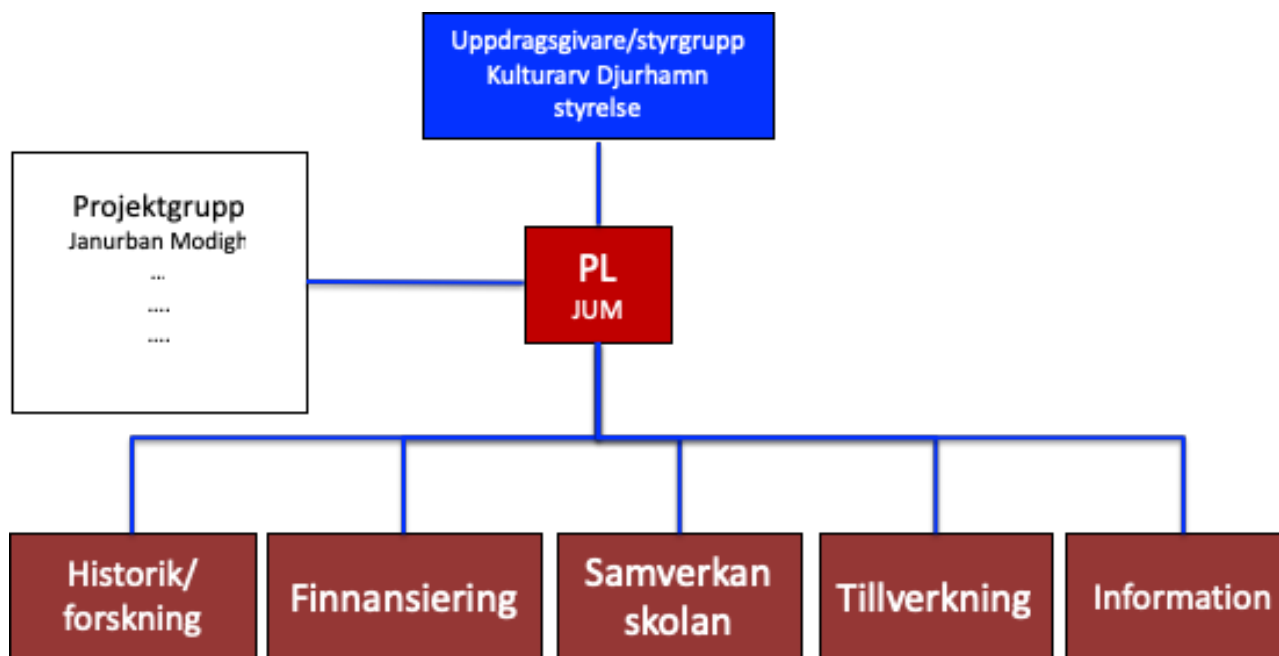 Uppdragsgivare/styrgrupp
Kulturarv Djurhamn
styrelse
Projektgrupp
Janurban Modigh
...
....
....
PL
JUM
Historik/
forskning
Finnansiering
Samverkan
skolan
Tillverkning
Information